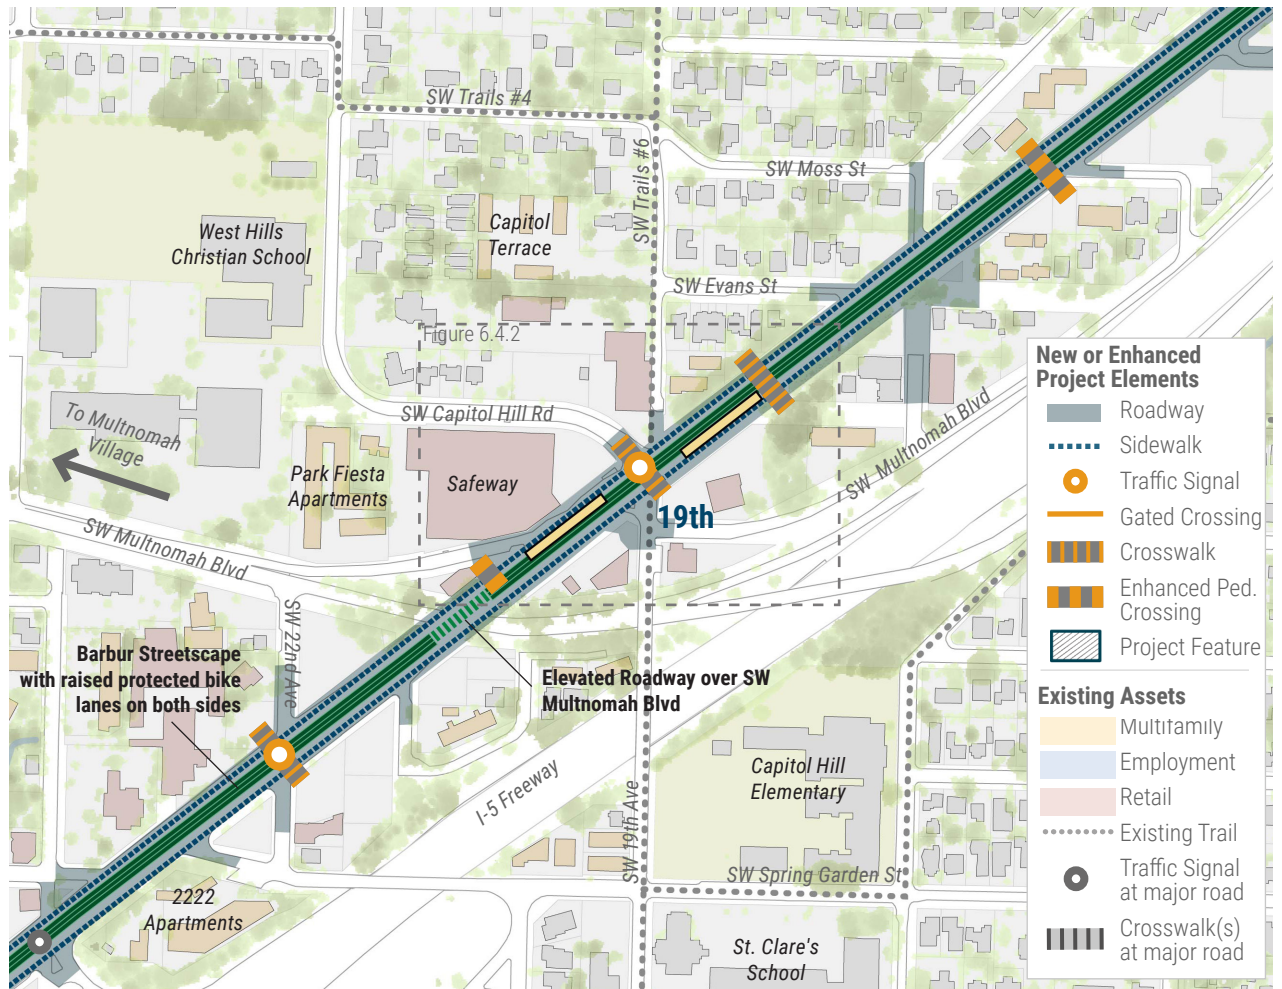 SW Trails #4
SW Trails #6
SW Moss St
West Hills
Christian School
Capitol
Terrace
SW Evans St
Figure 6.4.2
SW Capitol Hill Rd
To Multnomah
Village
Park Fiesta
Apartments
Safeway
19th
SW Multnomah Blvd
SW Multnomah Blvd
SW 22nd Ave
Barbur Streetscape
with raised protected bike
lanes on both sides
Elevated Roadway over SW
Multnomah Blvd
I-5 Freeway
SW 19th Ave
Capitol Hill
Elementary
SW Spring Garden St
2222
Apartments
St. Clare's
School
New or Enhanced
Project Elements
Roadway
Sidewalk
Traffic Signal
Gated Crossing
Crosswalk
Enhanced Ped.
Crossing
Project Feature
Existing Assets
Multifamily
Employment
Retail
Existing Trail
Traffic Signal
at major road
Crosswalk(s)
at major road